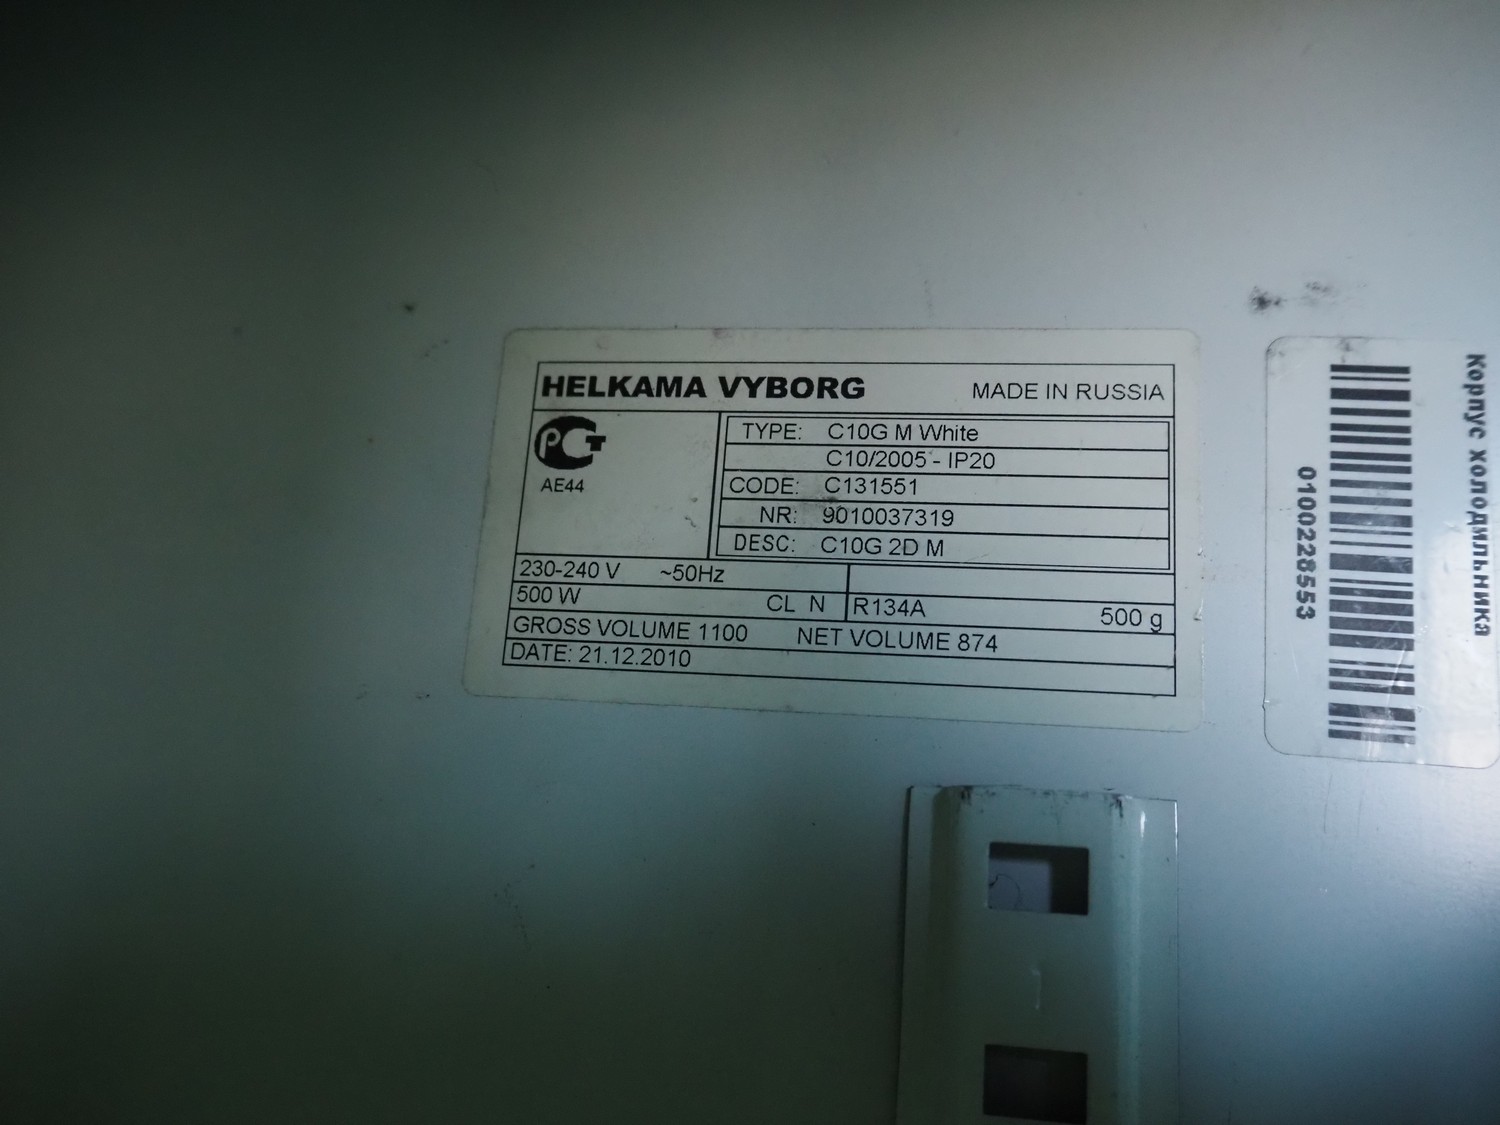 HELKAMA VYBORG MADE IN RUSSIA
РСТ
AE44
TYPE: C10G M White
C10/2005 - IP20
CODE: C131551
NR: 9010037319
DESC: C10G 2D M
230-240 V ~50Hz
500 W CL N R134A 500 g
GROSS VOLUME 1100 NET VOLUME 874
DATE: 21.12.2010
Корпус холодильника
0100228553